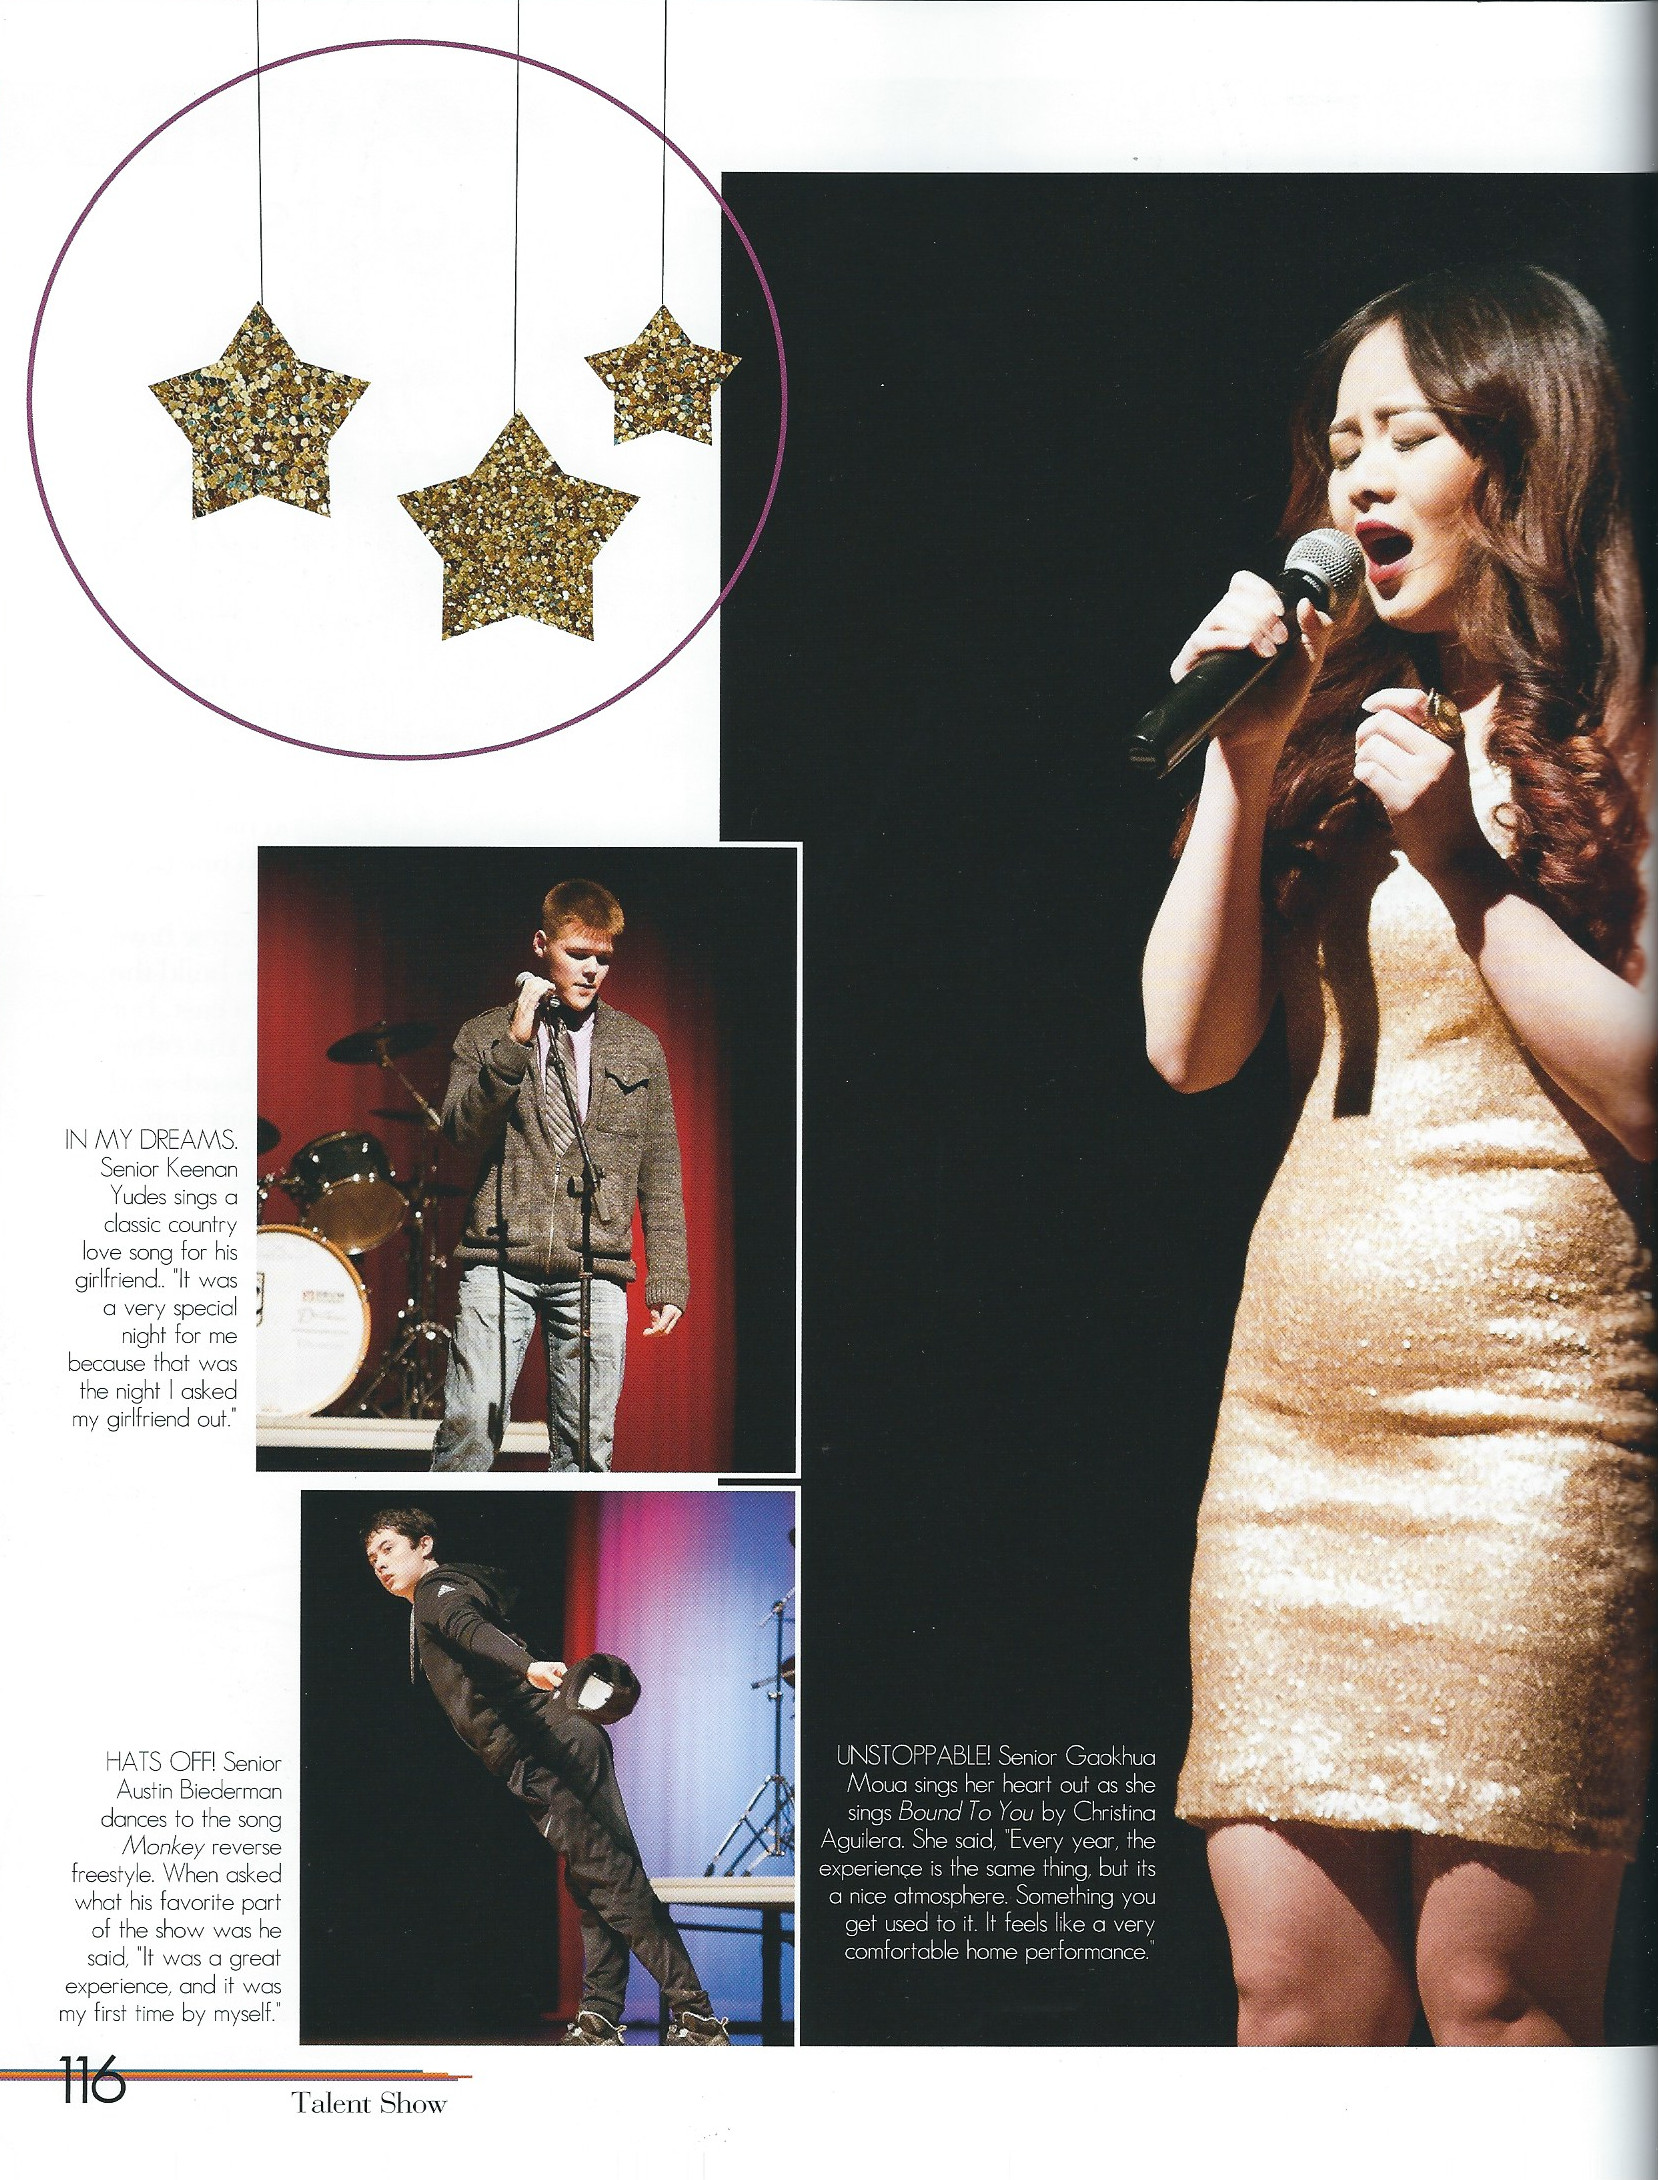 IN MY DREAMS.
Senior Keenan
Yudes sings a
classic country
love song for his
girlfriend.. "It was
a very special
night for me
because that was
the night I asked
my girlfriend out."
HATS OFF! Senior
Austin Biederman
dances to the song
Monkey reverse
freestyle. When asked
what his favorite part
of the show was he
said, "It was a great
experience, and it was
my first time by myself."
UNSTOPPABLE! Senior Gaokhua
Moua sings her heart out as she
sings Bound To You by Christina
Aguilera. She said, "Every year, the
experience is the same thing, but its
a nice atmosphere. Something you
get used to it. It feels like a very
comfortable home performance."
116
Talent Show